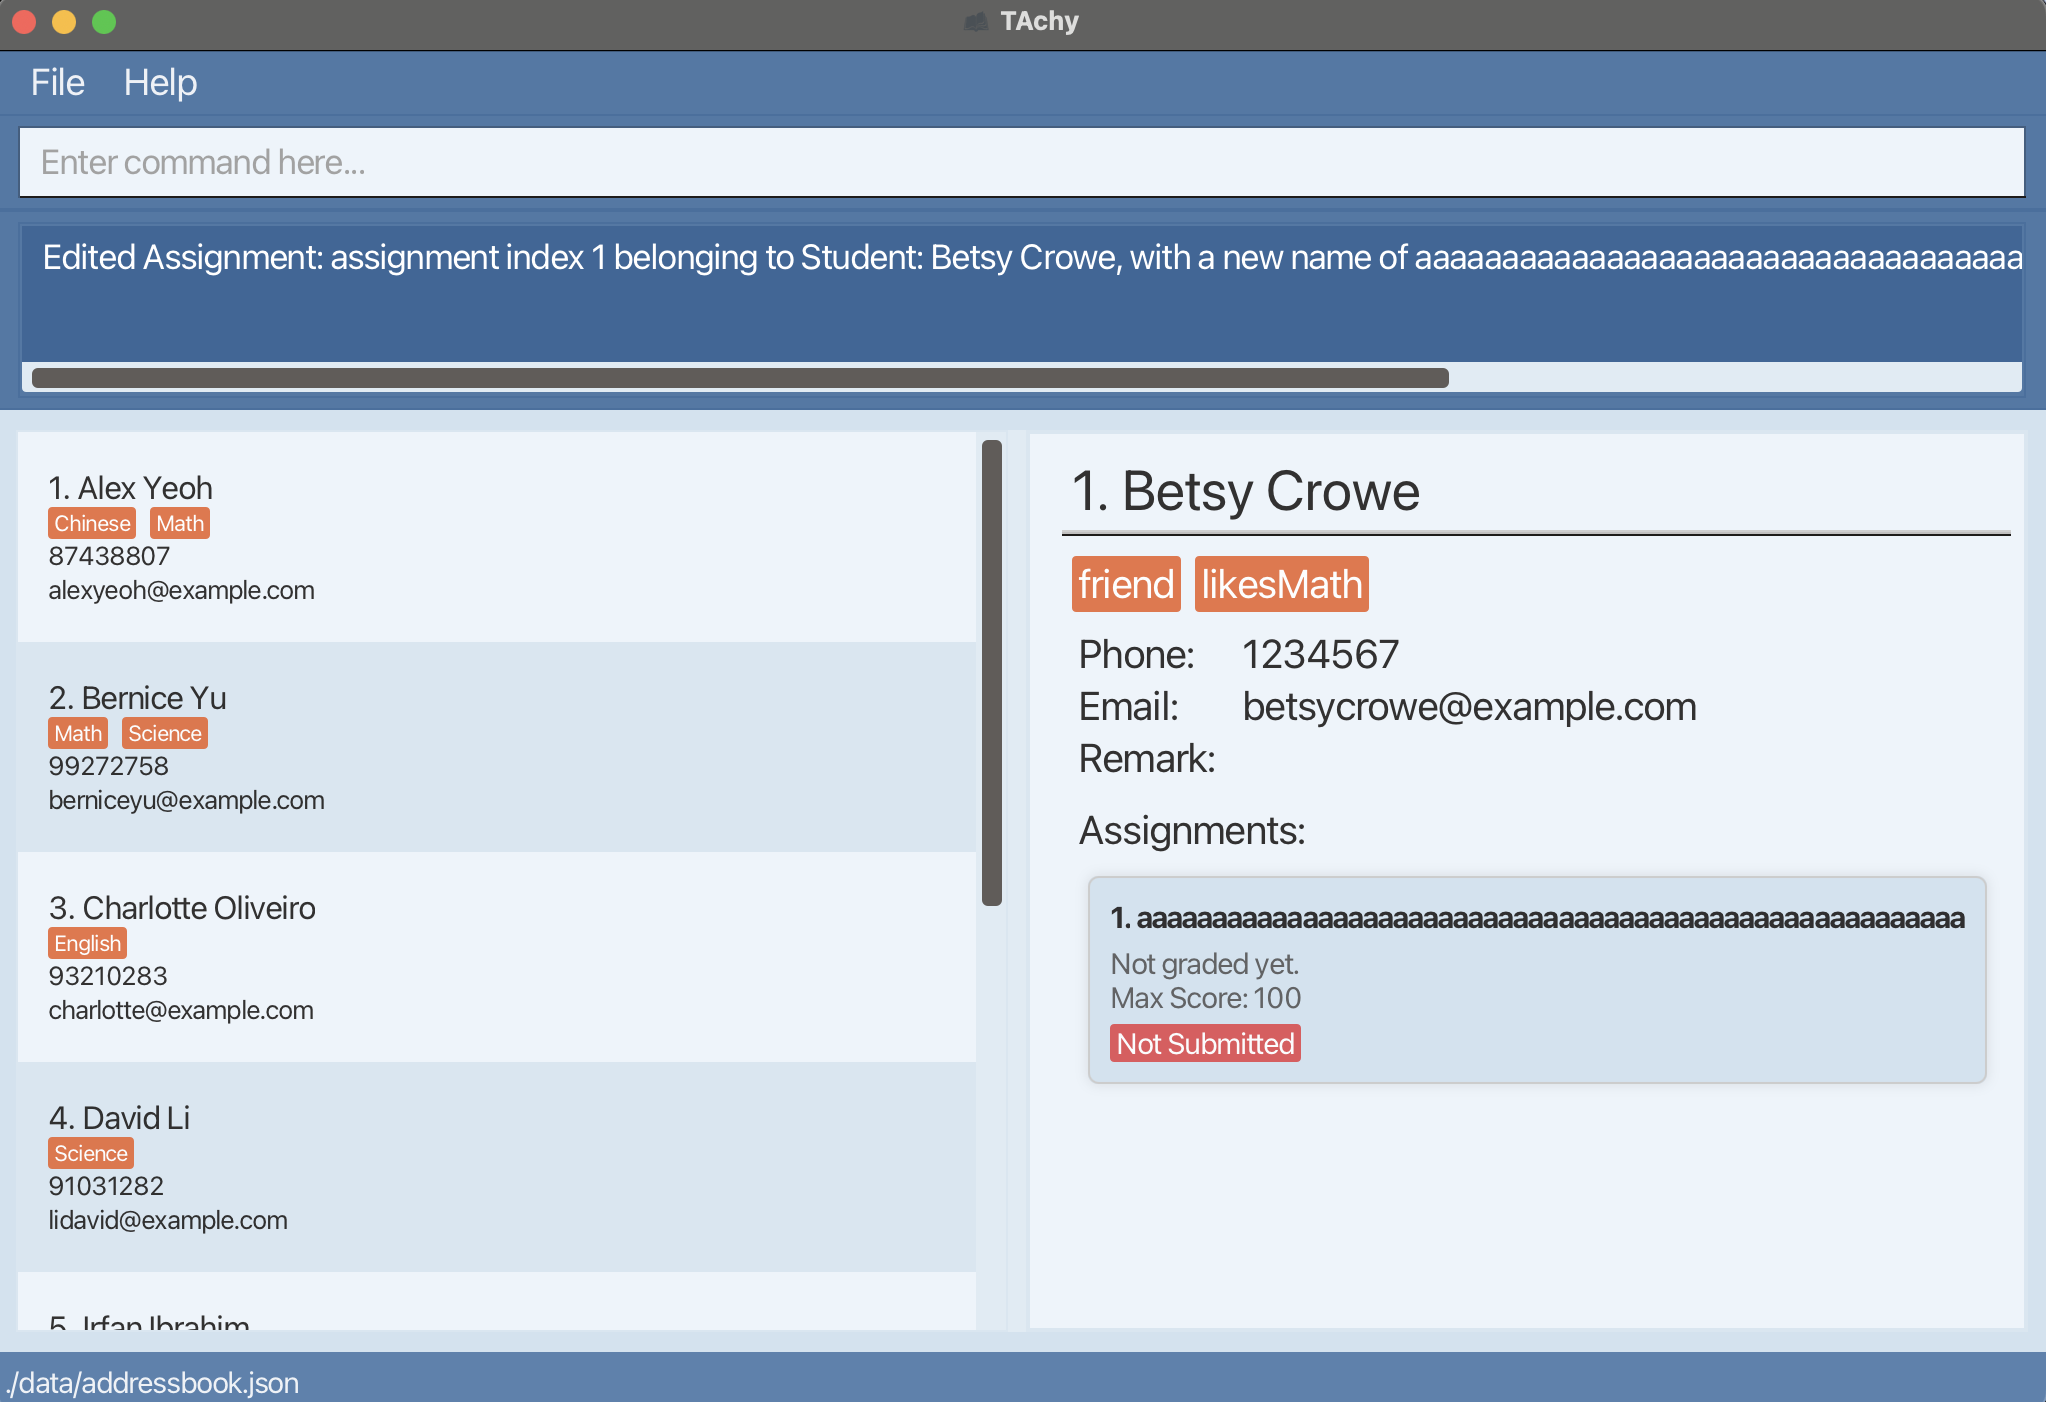 TAchy
File Help
Enter command here...
Edited Assignment: assignment index 1 belonging to Student: Betsy Crowe, with a new name of aaaaaaaaaaaaaaaaaaaaaaaaaaaaaaaaaaa
1. Alex Yeoh
Chinese Math
87438807
alexyeoh@example.com
2. Bernice Yu
Math Science
99272758
berniceyu@example.com
3. Charlotte Oliveiro
English
93210283
charlotte@example.com
4. David Li
Science
91031282
lidavid@example.com
5. Irfan Ibrahim
1. Betsy Crowe
friend likesMath
Phone: 1234567
Email: betsycrowe@example.com
Remark:
Assignments:
1. aaaaaaaaaaaaaaaaaaaaaaaaaaaaaaaaaaaaaaaaaaaaaaaaaaaaaaa
Not graded yet.
Max Score: 100
Not Submitted
./data/addressbook.json